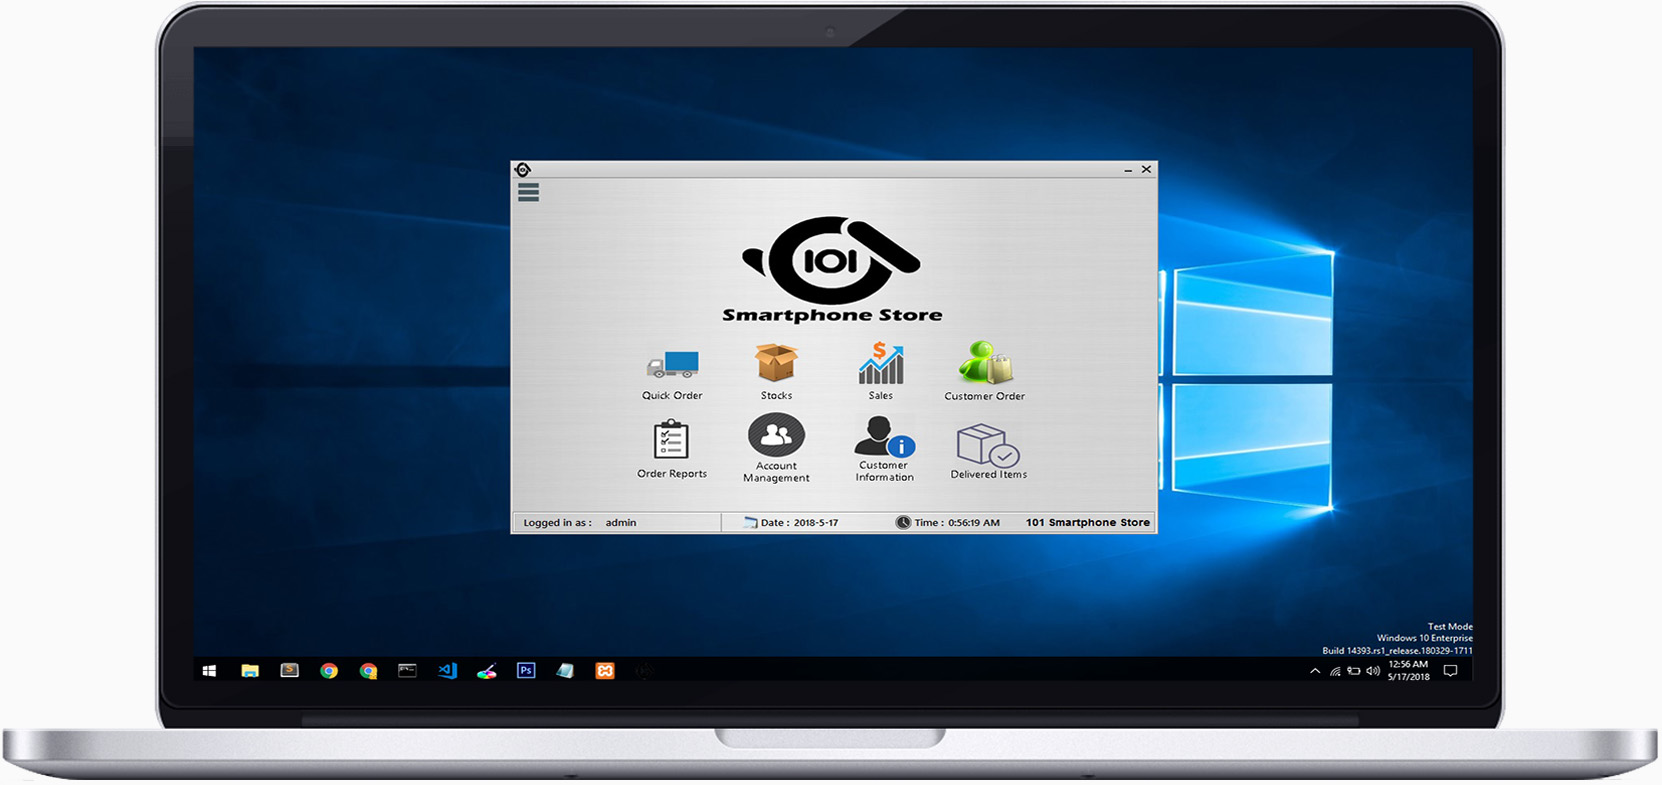 101
Smartphone Store
Quick Order
Stocks
Sales
Customer Order
Order Reports
Account
Management
Customer
Information
Delivered Items
Logged in as : admin
Date : 2018-5-17
Time : 0:56:19 AM
101 Smartphone Store
Test Mode
Windows 10 Enterprise
Build 14393.rs1_release.180329-1711
Ps
12:56 AM
5/17/2018